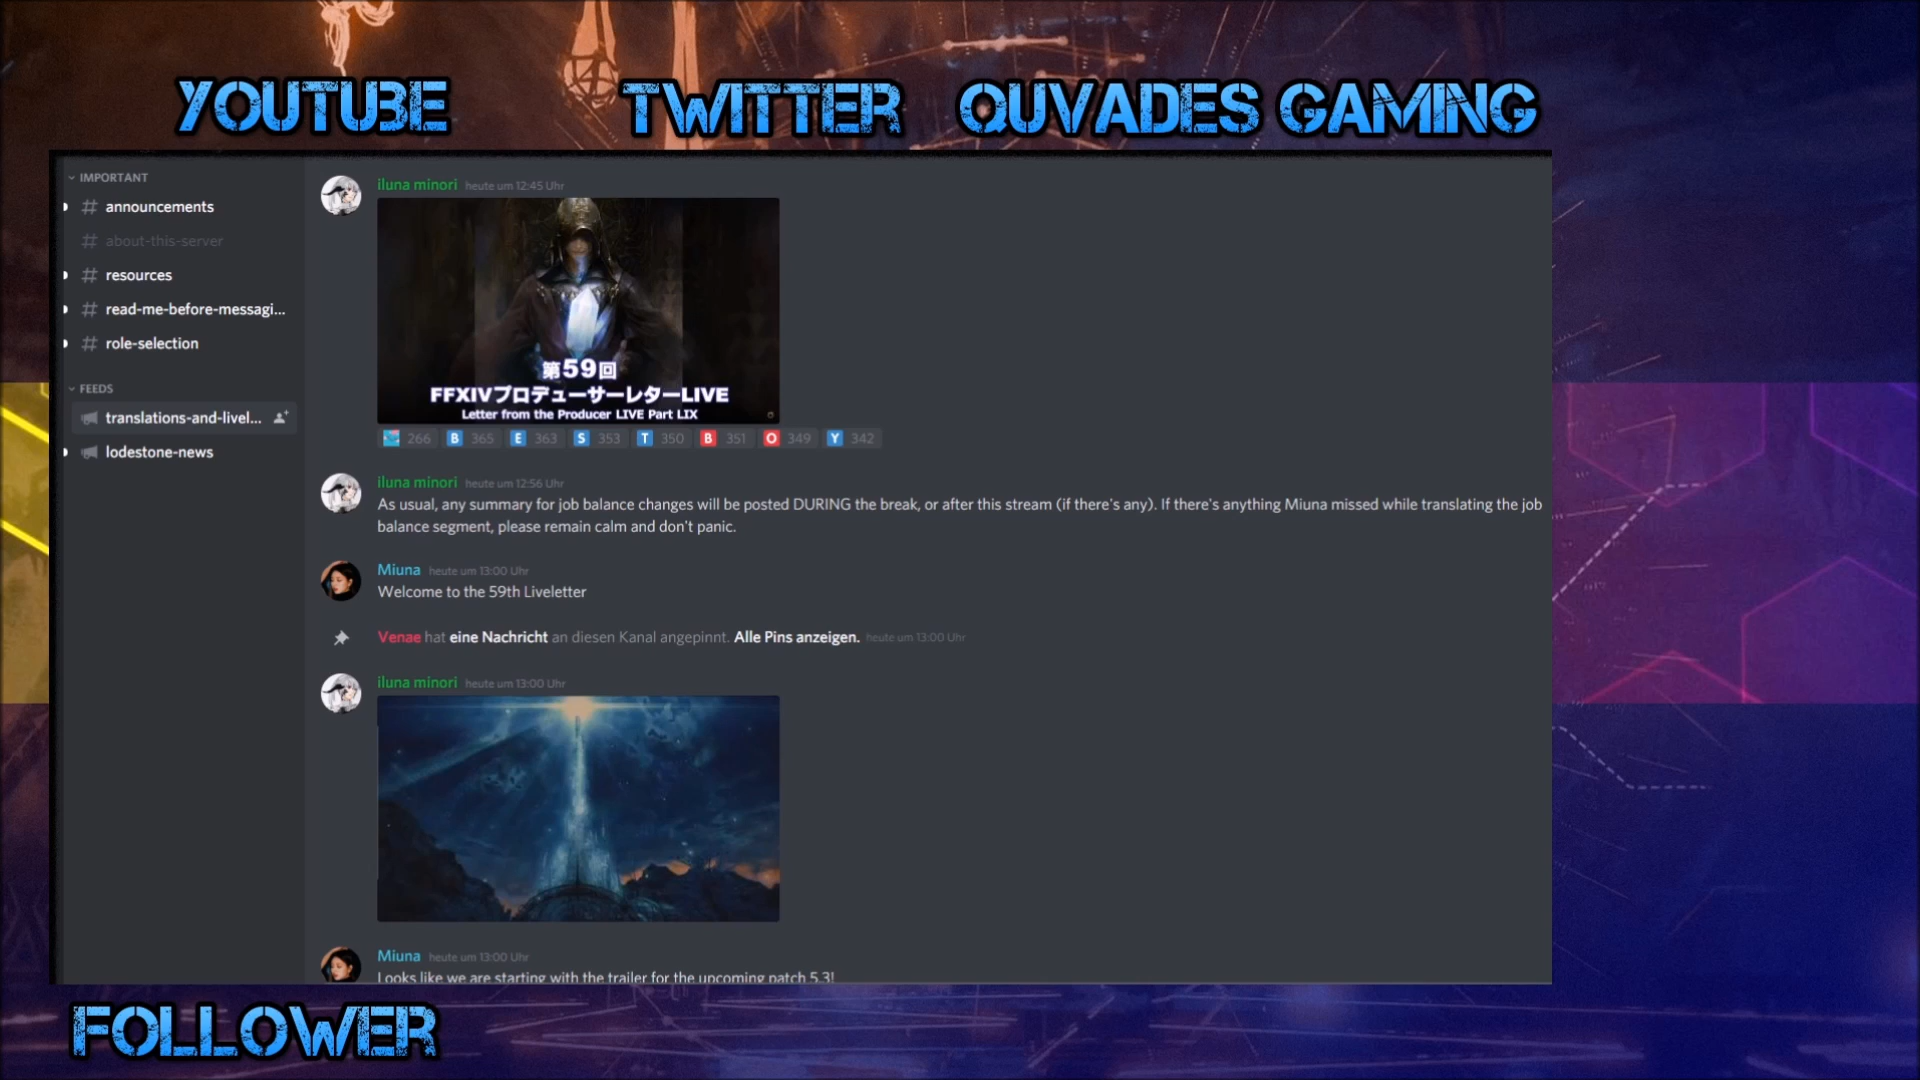 YOUTUBE
TWITTER
QUVADES GAMING
IMPORTANT
# announcements
# about-this-server
# resources
# read-me-before-messagi...
# role-selection
FEEDS
translations-and-livel...
lodestone-news
iluna minori heute um 12:45 Uhr
第59回
FFXIVプロデューサーレターLIVE
Letter from the Producer LIVE Part LIX
266 B 365 E 363 S 353 T 350 B 351 O 349 Y 342
iluna minori heute um 12:56 Uhr
As usual, any summary for job balance changes will be posted DURING the break, or after this stream (if there's any). If there's anything Miuna missed while translating the job
balance segment, please remain calm and don't panic.
Miuna heute um 13:00 Uhr
Welcome to the 59th Liveletter
Venae hat eine Nachricht an diesen Kanal angepinnt. Alle Pins anzeigen. heute um 13:00 Uhr
iluna minori heute um 13:00 Uhr
Miuna heute um 13:00 Uhr
Looks like we are starting with the trailer for the upcoming patch 5.3!
FOLLOWER